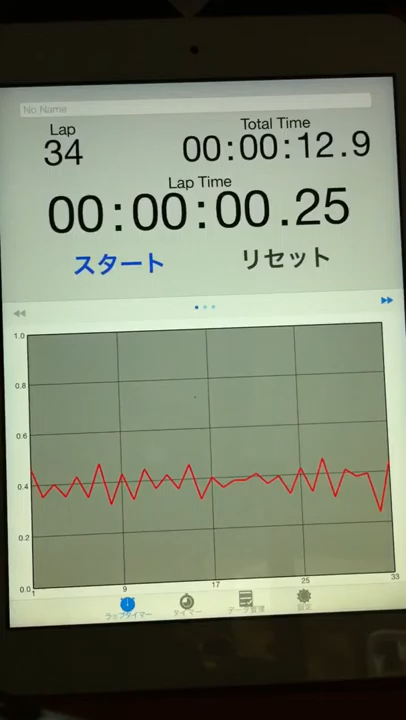 No Name
Lap
Total Time
34
00:00:12.9
Lap Time
00:00:00.25
スタート
リセット
1.0
0.8
0.6
0.4
0.2
0.0
1
9
17
25
33
ラップタイマー
タイマー
データ管理
設定